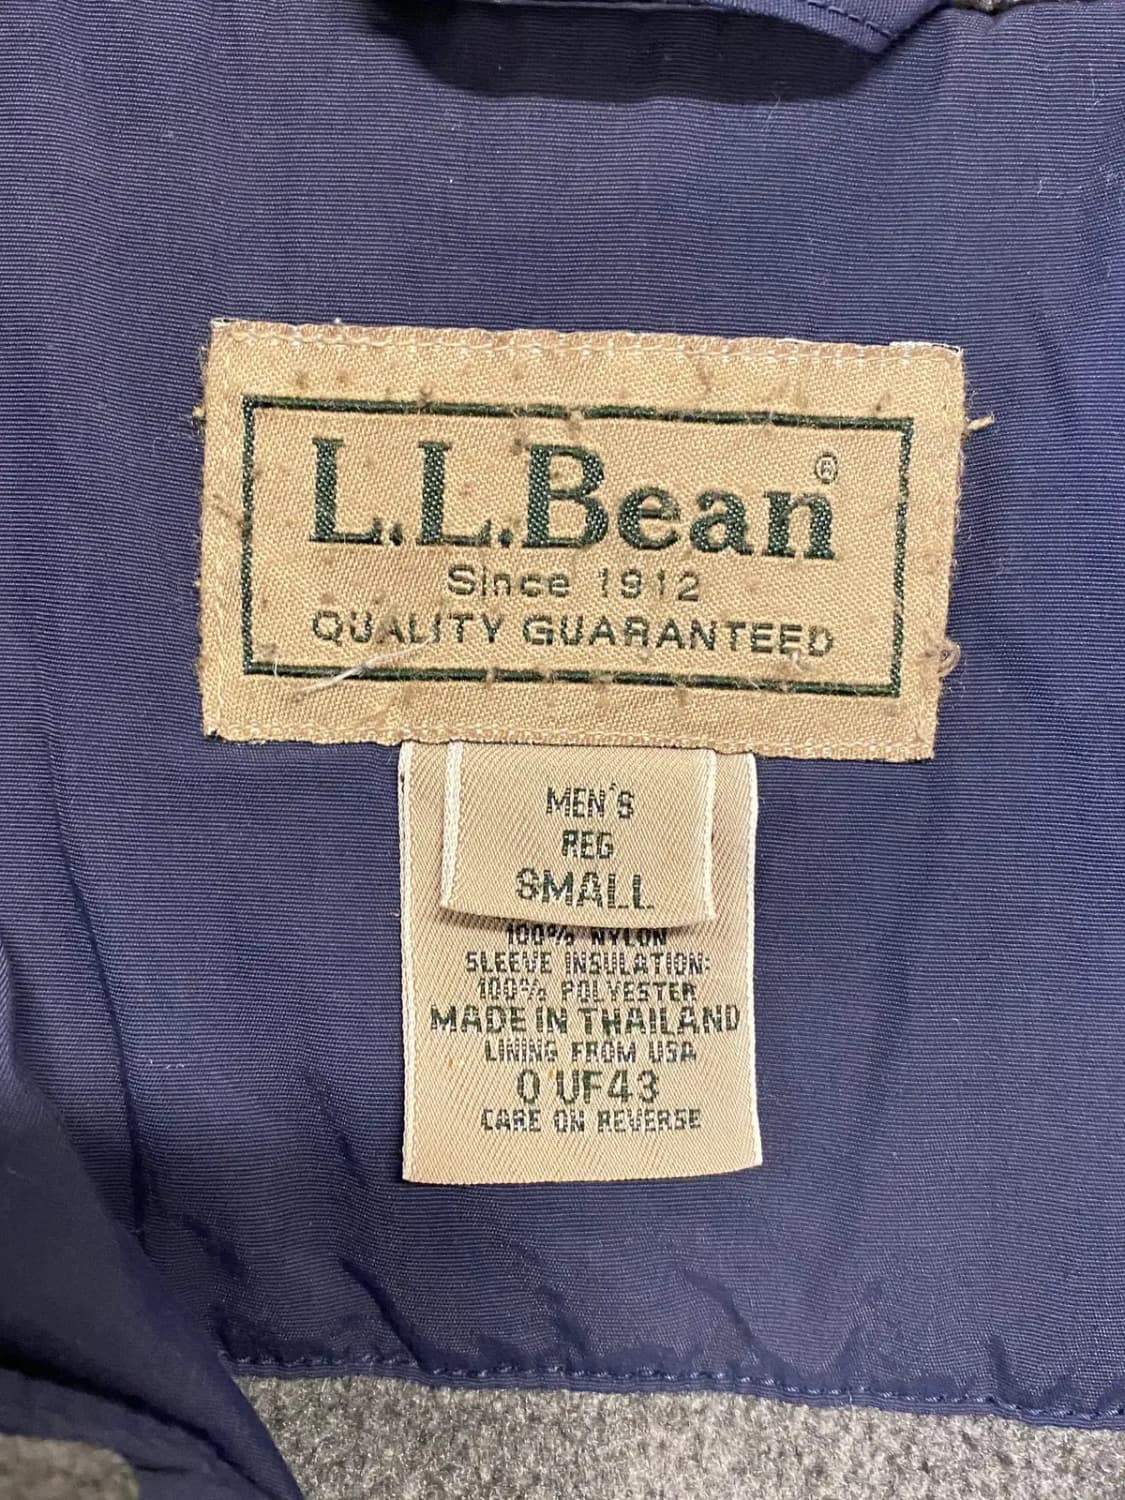 L.L.Bean®
Since 1912
QUALITY GUARANTEED
MEN'S
REG
SMALL
100% NYLON
SLEEVE INSULATION:
100% POLYESTER
MADE IN THAILAND
LINING FROM USA
0 UF43
CARE ON REVERSE